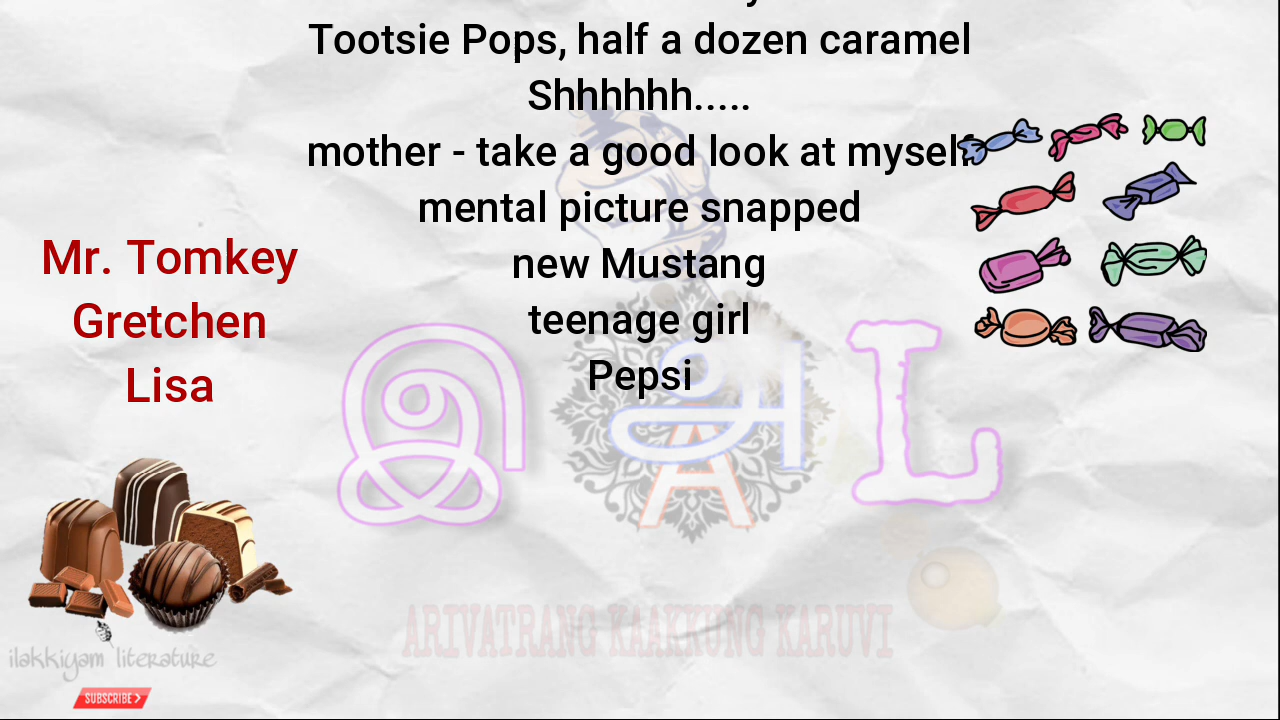 Tootsie Pops, half a dozen caramel
Shhhhhh.....
mother - take a good look at myself
mental picture snapped
new Mustang
teenage girl
Pepsi
Mr. Tomkey
Gretchen
Lisa
இ அ L
A
ARIVATRANG KAAKKUNG KARUVI
ilakkiyam literature
SUBSCRIBE